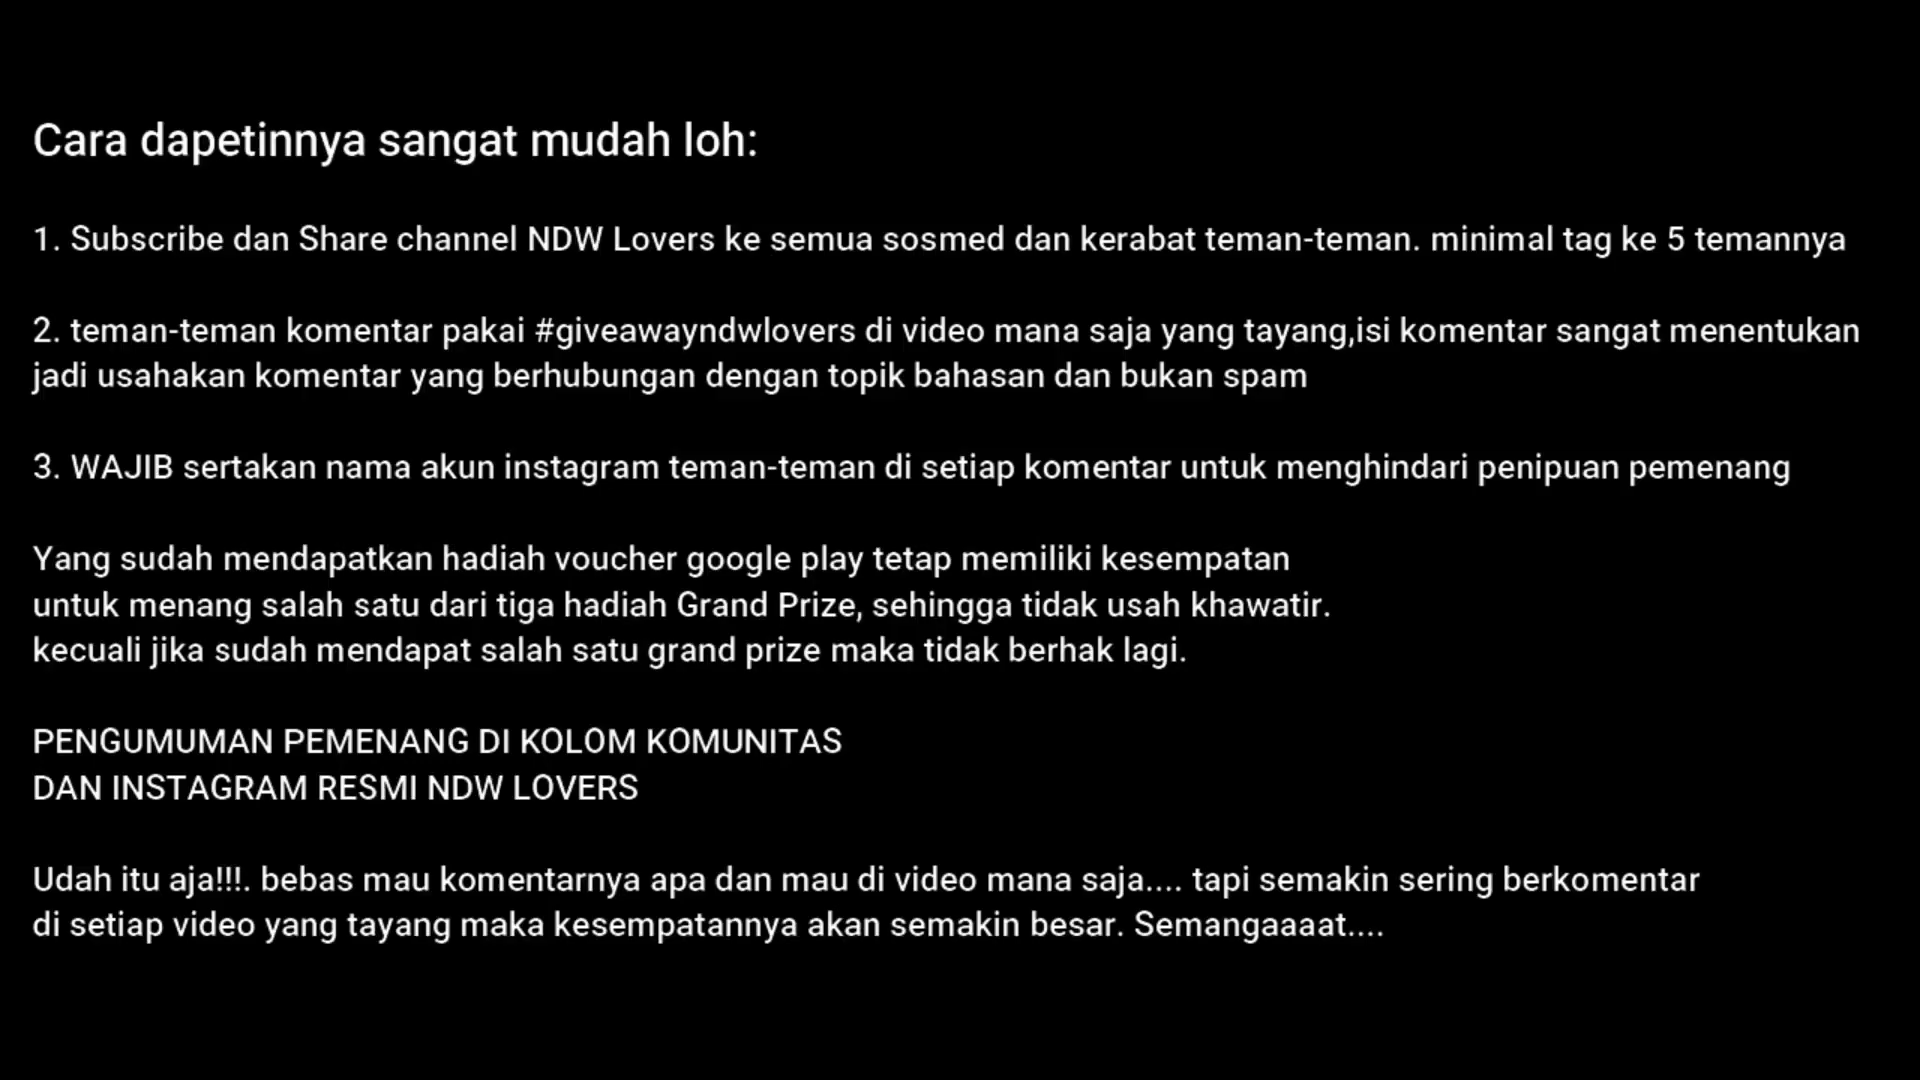 Cara dapetinnya sangat mudah loh:
1. Subscribe dan Share channel NDW Lovers ke semua sosmed dan kerabat teman-teman. minimal tag ke 5 temannya
2. teman-teman komentar pakai #giveawayndwlovers di video mana saja yang tayang,isi komentar sangat menentukan
jadi usahakan komentar yang berhubungan dengan topik bahasan dan bukan spam
3. WAJIB sertakan nama akun instagram teman-teman di setiap komentar untuk menghindari penipuan pemenang
Yang sudah mendapatkan hadiah voucher google play tetap memiliki kesempatan
untuk menang salah satu dari tiga hadiah Grand Prize, sehingga tidak usah khawatir.
kecuali jika sudah mendapat salah satu grand prize maka tidak berhak lagi.
PENGUMUMAN PEMENANG DI KOLOM KOMUNITAS
DAN INSTAGRAM RESMI NDW LOVERS
Udah itu aja!!!. bebas mau komentarnya apa dan mau di video mana saja.... tapi semakin sering berkomentar
di setiap video yang tayang maka kesempatannya akan semakin besar. Semangaaaat....